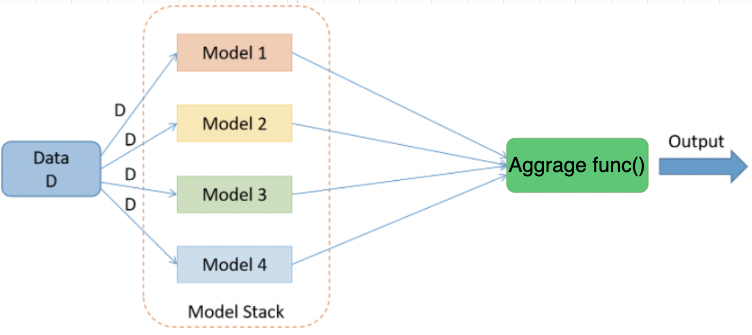 Data
D
D
D
D
D
Model 1
Model 2
Model 3
Model 4
Model Stack
Aggrage func()
Output